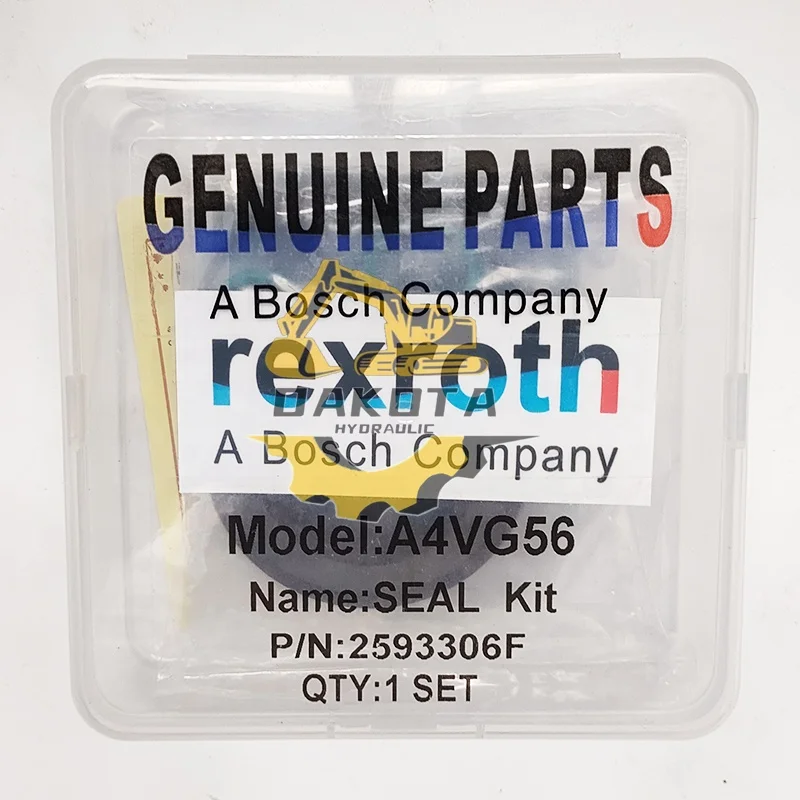 GENUINE PARTS
A Bosch Company
rexroth
DAKOTA
HYDRAULIC
A Bosch Company
Model:A4VG56
Name:SEAL Kit
P/N:2593306F
QTY:1 SET